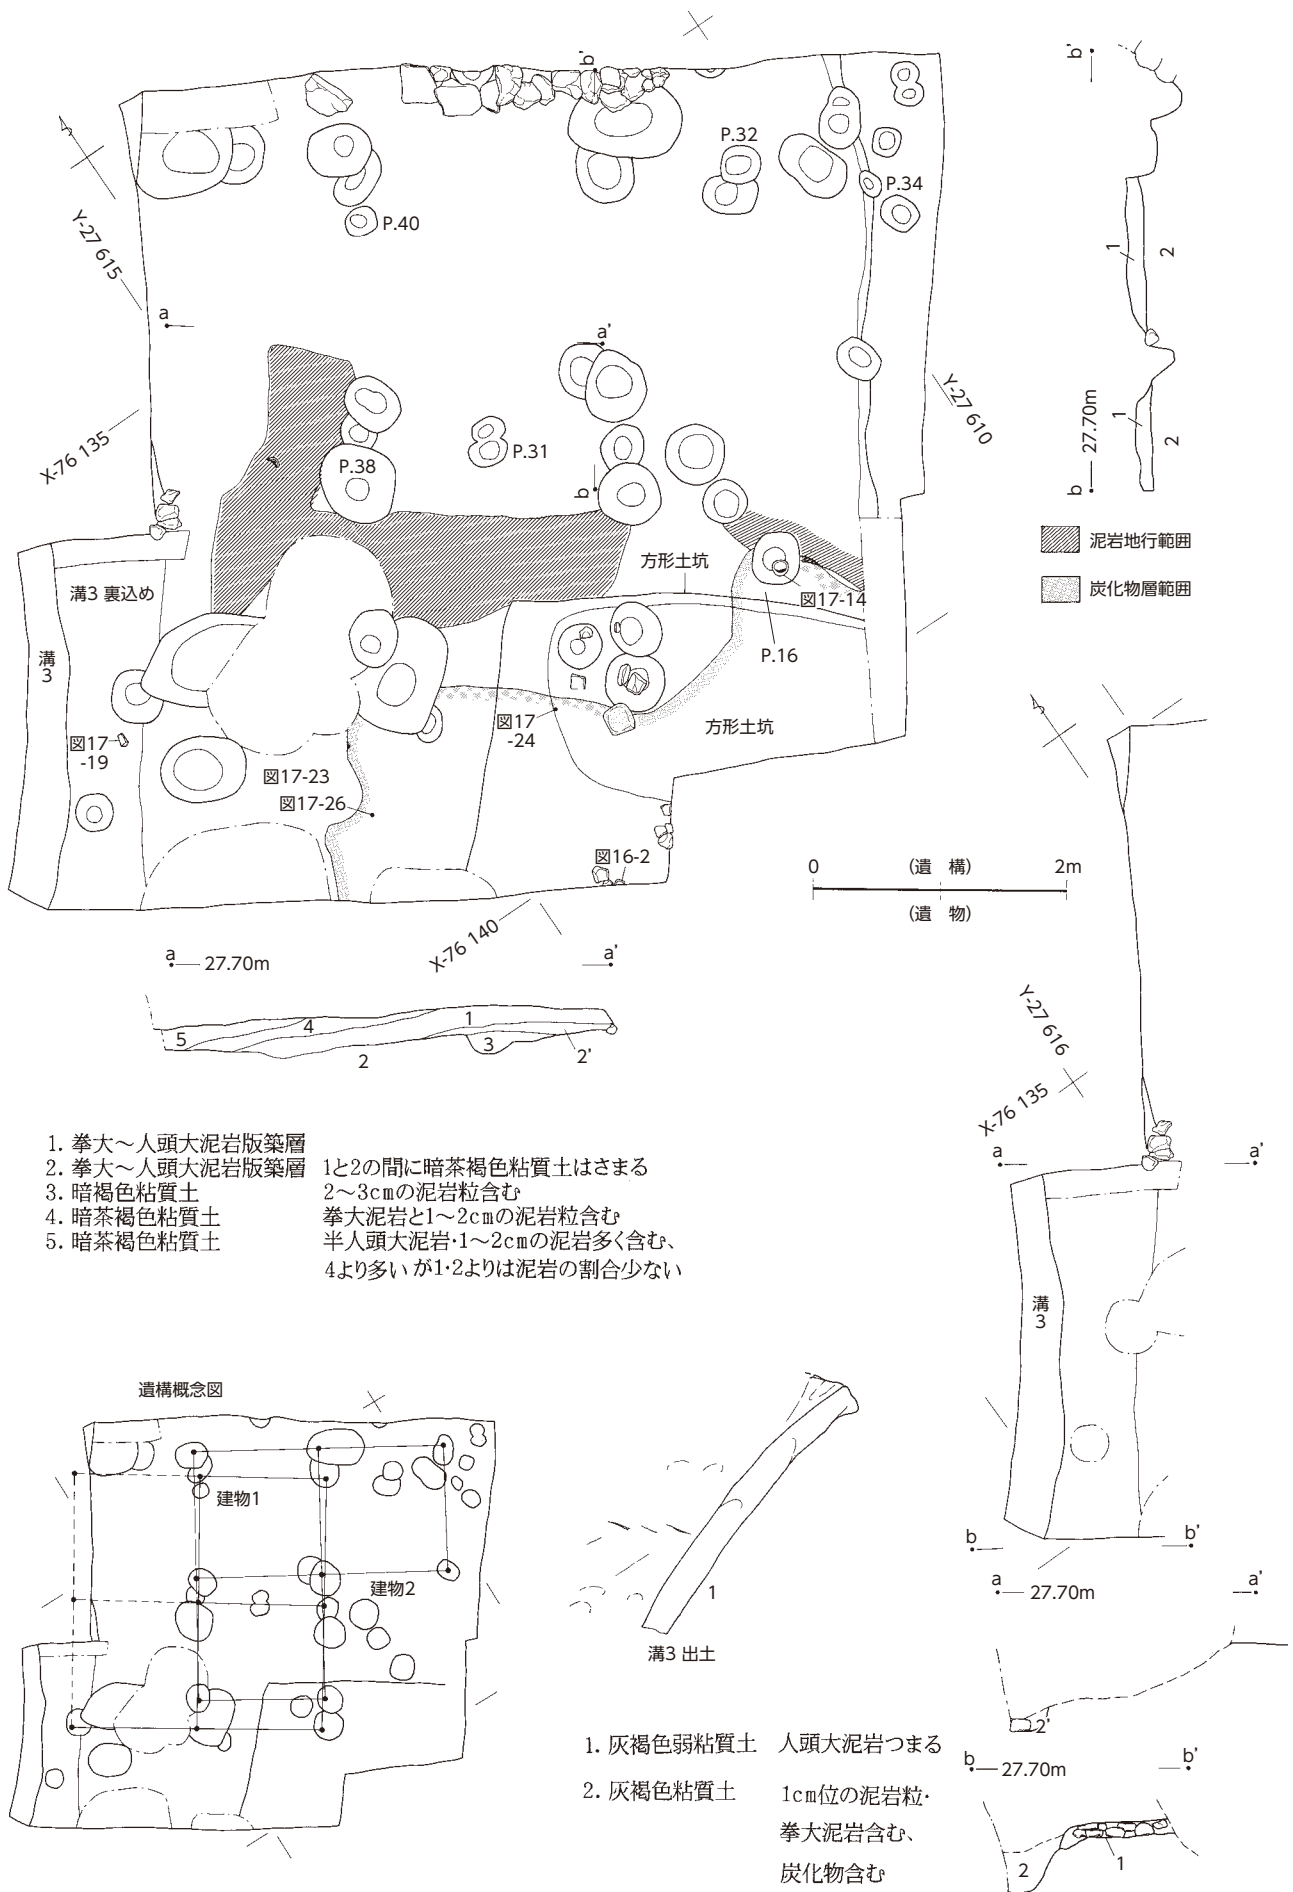 b'
b'
P.32
P.34
P.40
Y-27 615
a
a'
1
2
X-76 135
P.31
P.38
b
Y-27 610
27.70m
1
2
b
泥岩地行範囲
炭化物層範囲
方形土坑
溝3 裏込め
図17-14
P.16
溝3
図17-24
方形土坑
図17-19
図17-23
図17-26
図16-2
0 (遺 構) 2m
(遺 物)
X-76 140
a 27.70m a'
5 4 1
2 3 2'
Y-27 616
X-76 135
a a'
1. 拳大～人頭大泥岩版築層
2. 拳大～人頭大泥岩版築層 1と2の間に暗茶褐色粘質土はさまる
3. 暗褐色粘質土 2～3cmの泥岩粒含む
4. 暗茶褐色粘質土 拳大泥岩と1～2cmの泥岩粒含む
5. 暗茶褐色粘質土 半人頭大泥岩・1～2cmの泥岩多く含む、
4より多いが1・2よりは泥岩の割合少ない
溝3
遺構概念図
建物1
建物2
1
溝3 出土
b b'
a 27.70m a'
2'
b 27.70m b'
2 1
1. 灰褐色弱粘質土 人頭大泥岩つまる
2. 灰褐色粘質土 1cm位の泥岩粒・
拳大泥岩含む、
炭化物含む